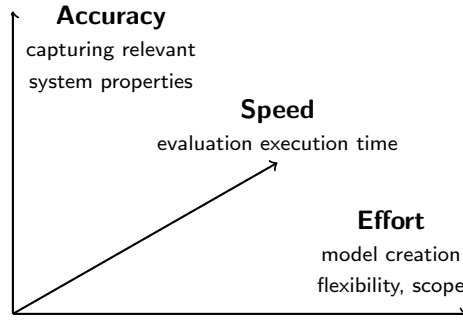 Accuracy
capturing relevant
system properties
Speed
evaluation execution time
Effort
model creation
flexibility, scope